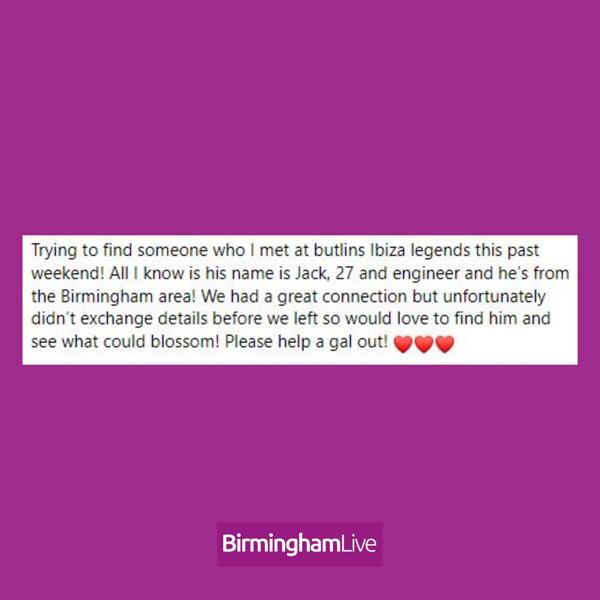 Trying to find someone who I met at butlins Ibiza legends this past
weekend! All I know is his name is Jack, 27 and engineer and he's from
the Birmingham area! We had a great connection but unfortunately
didn't exchange details before we left so would love to find him and
see what could blossom! Please help a gal out! ♥️♥️♥️
BirminghamLive